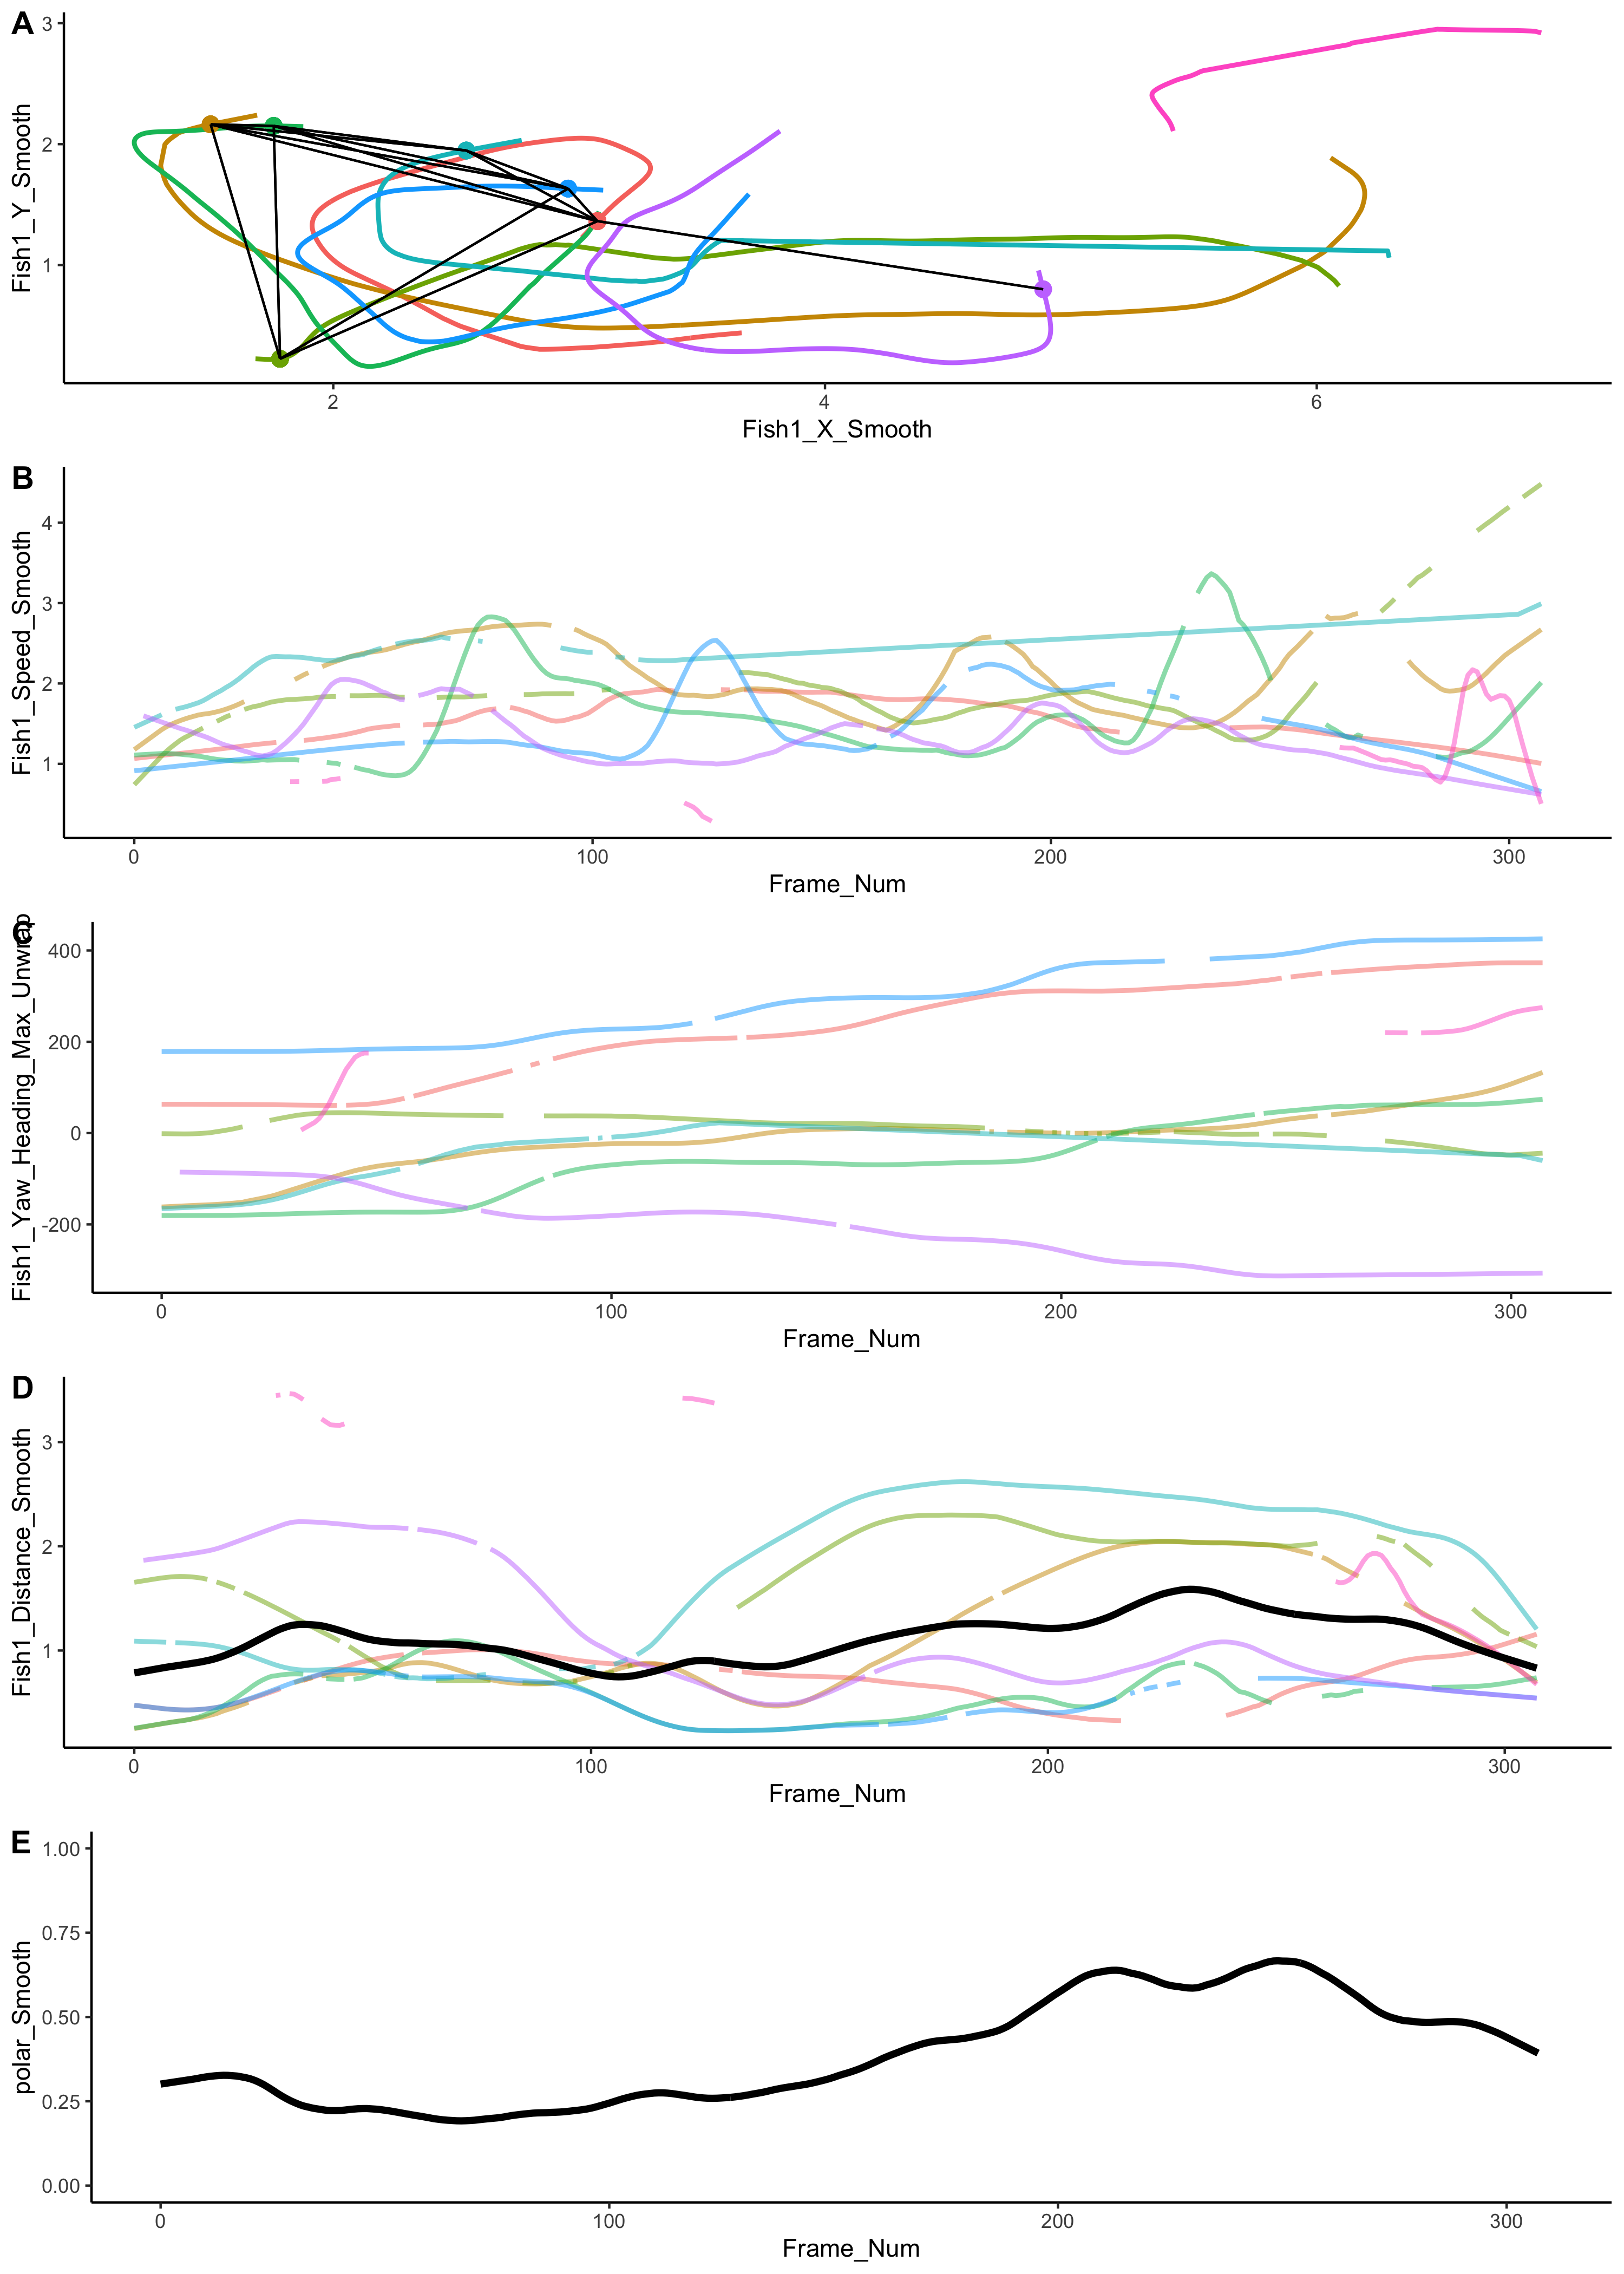 A
3
2
1
Fish1_Y_Smooth
2
4
6
Fish1_X_Smooth
B
4
3
2
1
Fish1_Speed_Smooth
0
100
200
300
Frame_Num
C
400
200
0
-200
Fish1_Yaw_Heading_Max_Unwrap
0
100
200
300
Frame_Num
D
3
2
1
Fish1_Distance_Smooth
0
100
200
300
Frame_Num
E
1.00
0.75
0.50
0.25
0.00
polar_Smooth
0
100
200
300
Frame_Num